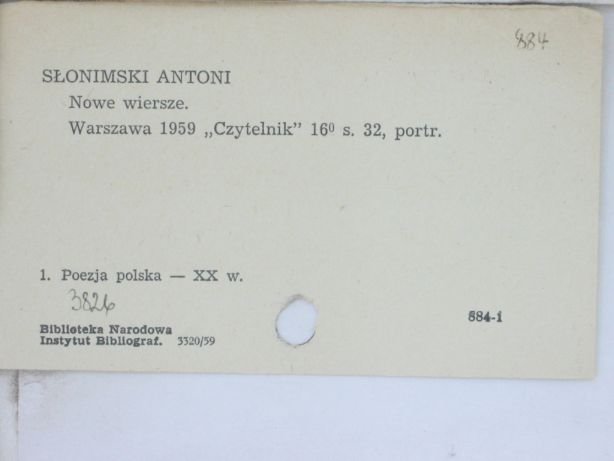 884
SŁONIMSKI ANTONI
Nowe wiersze.
Warszawa 1959 „Czytelnik” 16⁰ s. 32, portr.
1. Poezja polska — XX w.
3826
884-1
Biblioteka Narodowa
Instytut Bibliograf. 3320/59